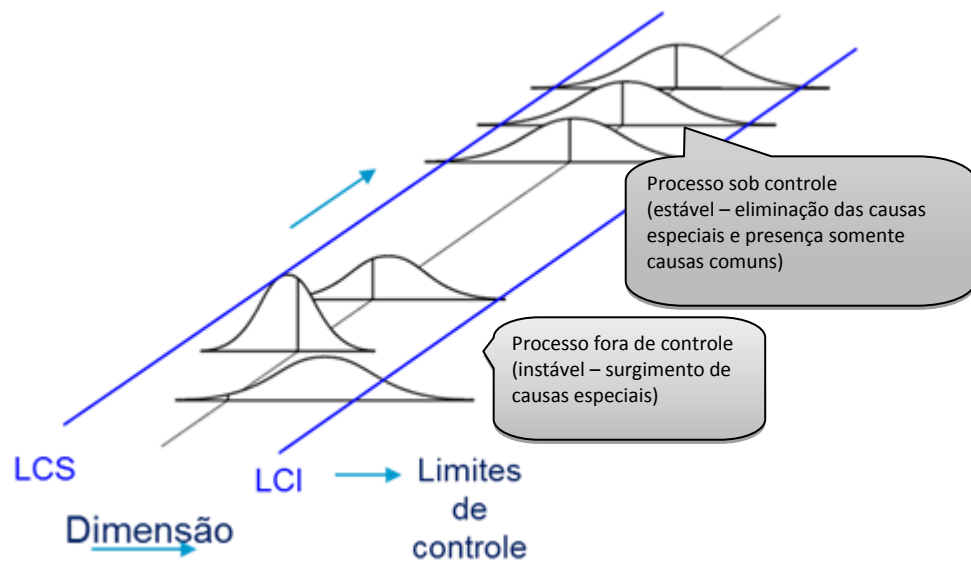 Processo sob controle
(estável – eliminação das causas
especiais e presença somente
causas comuns)
Processo fora de controle
(instável – surgimento de
causas especiais)
LCS
LCI
Limites
de
controle
Dimensão